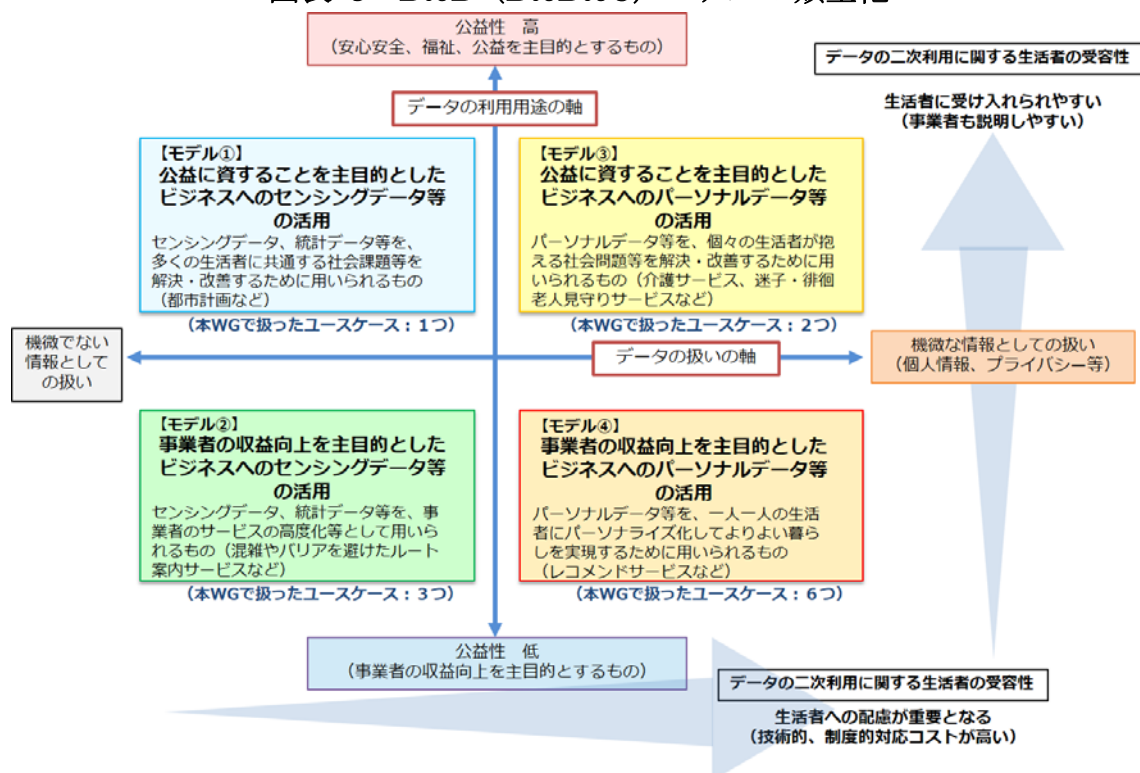 公益性 高
(安心安全、福祉、公益を主目的とするもの)
データの利用用途の軸
データの二次利用に関する生活者の受容性
生活者に受け入れられやすい
(事業者も説明しやすい)
【モデル①】
公益に資することを主目的とした
ビジネスへのセンシングデータ等
の活用
センシングデータ、統計データ等を、
多くの生活者に共通する社会課題等を
解決・改善するために用いられるもの
(都市計画など)
(本WGで扱ったユースケース:1つ)
【モデル③】
公益に資することを主目的とした
ビジネスへのパーソナルデータ等
の活用
パーソナルデータ等を、個々の生活者が抱
える社会問題等を解決・改善するために用
いられるもの(介護サービス、迷子・徘徊
老人見守りサービスなど)
(本WGで扱ったユースケース:2つ)
機微でない
情報として
の扱い
データの扱いの軸
機微な情報としての扱い
(個人情報、プライバシー等)
【モデル②】
事業者の収益向上を主目的とした
ビジネスへのセンシングデータ等
の活用
センシングデータ、統計データ等を、事
業者のサービスの高度化等として用いら
れるもの(混雑やバリアを避けたルート
案内サービスなど)
(本WGで扱ったユースケース:3つ)
【モデル④】
事業者の収益向上を主目的とした
ビジネスへのパーソナルデータ等
の活用
パーソナルデータ等を、一人一人の生活
者にパーソナライズ化してよりよい暮ら
しを実現するために用いられるもの
(レコメンドサービスなど)
(本WGで扱ったユースケース:6つ)
公益性 低
(事業者の収益向上を主目的とするもの)
データの二次利用に関する生活者の受容性
生活者への配慮が重要となる
(技術的、制度的対応コストが高い)